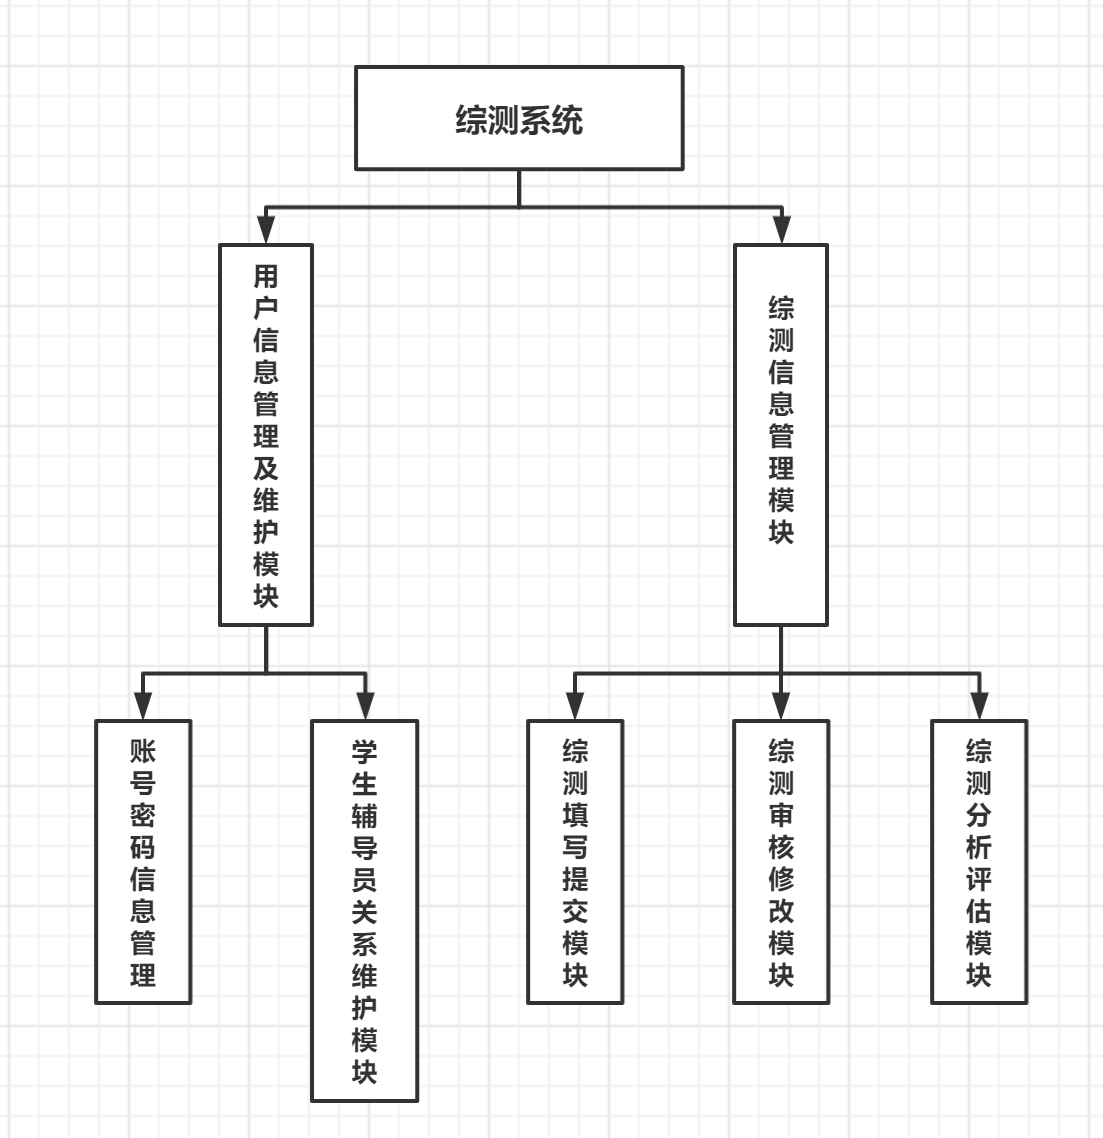 综测系统
用户信息管理及维护模块
综测信息管理模块
账号密码信息管理
学生辅导员关系维护模块
综测填写提交模块
综测审核修改模块
综测分析评估模块